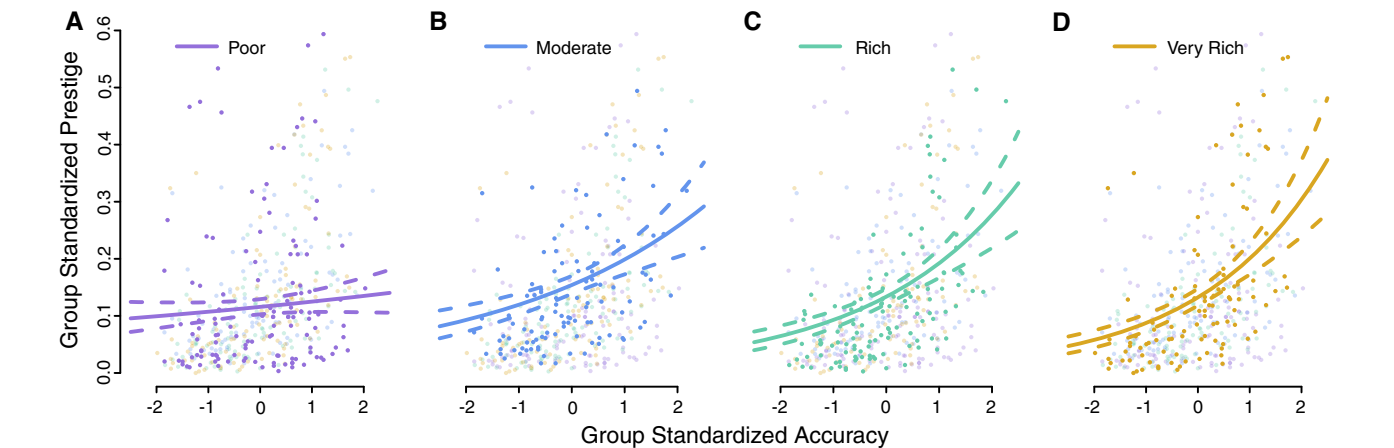 A B C D
Poor Moderate Rich Very Rich
Group Standardized Prestige
0.6
0.5
0.4
0.3
0.2
0.1
0.0
-2 -1 0 1 2 -2 -1 0 1 2 -2 -1 0 1 2 -2 -1 0 1 2
Group Standardized Accuracy